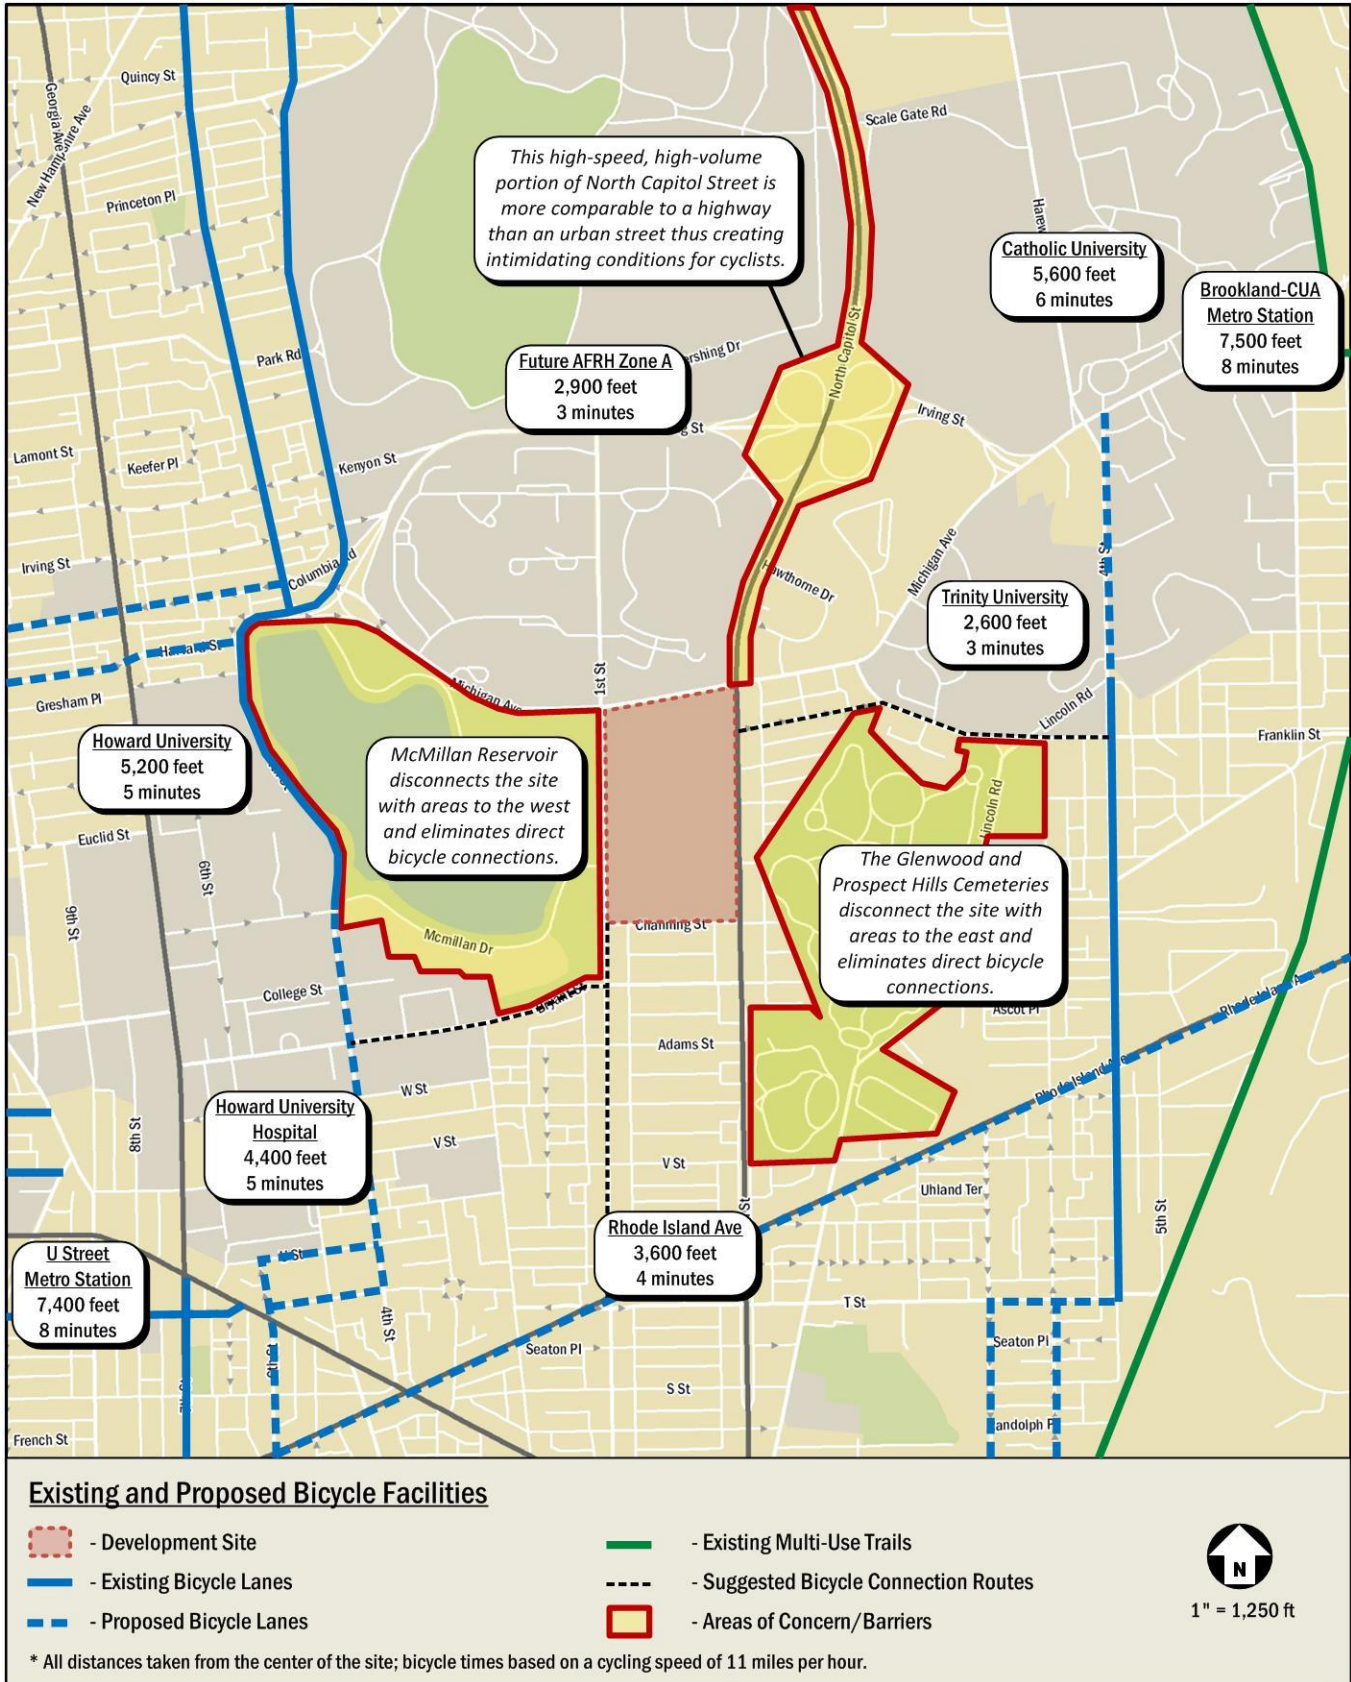 Quincy St
Georgia Ave
New Hampshire Ave
Princeton Pl
Scale Gate Rd
This high-speed, high-volume
portion of North Capitol Street is
more comparable to a highway
than an urban street thus creating
intimidating conditions for cyclists.
Catholic University
5,600 feet
6 minutes
Brookland-CUA
Metro Station
7,500 feet
8 minutes
Park Rd
Future AFRH Zone A
2,900 feet
3 minutes
ershing Dr
North Capitol St
Irving St
g St
Lamont St
Keefer Pl
Kenyon St
Irving St
Columbia Rd
Michigan Ave
4th St
Hawthorne Dr
Trinity University
2,600 feet
3 minutes
Harvard St
Gresham Pl
Michigan Ave
1st St
Lincoln Rd
Franklin St
Howard University
5,200 feet
5 minutes
McMillan Reservoir
disconnects the site
with areas to the west
and eliminates direct
bicycle connections.
Lincoln Rd
Euclid St
6th St
9th St
The Glenwood and
Prospect Hills Cemeteries
disconnect the site with
areas to the east and
eliminates direct bicycle
connections.
Channing St
Mcmillan Dr
College St
Bryant St
Ascot Pl
Rhode Island A
Adams St
Rhode Island Ave
W St
Howard University
Hospital
4,400 feet
5 minutes
8th St
V St
V St
Uhland Ter
5th St
St
Rhode Island Ave
3,600 feet
4 minutes
U St
U Street
Metro Station
7,400 feet
8 minutes
T St
4th St
Seaton Pl
Seaton Pl
S St
French St
andolph P
Existing and Proposed Bicycle Facilities
- Development Site
- Existing Bicycle Lanes
- Proposed Bicycle Lanes
- Existing Multi-Use Trails
- Suggested Bicycle Connection Routes
- Areas of Concern/Barriers
N
1" = 1,250 ft
* All distances taken from the center of the site; bicycle times based on a cycling speed of 11 miles per hour.